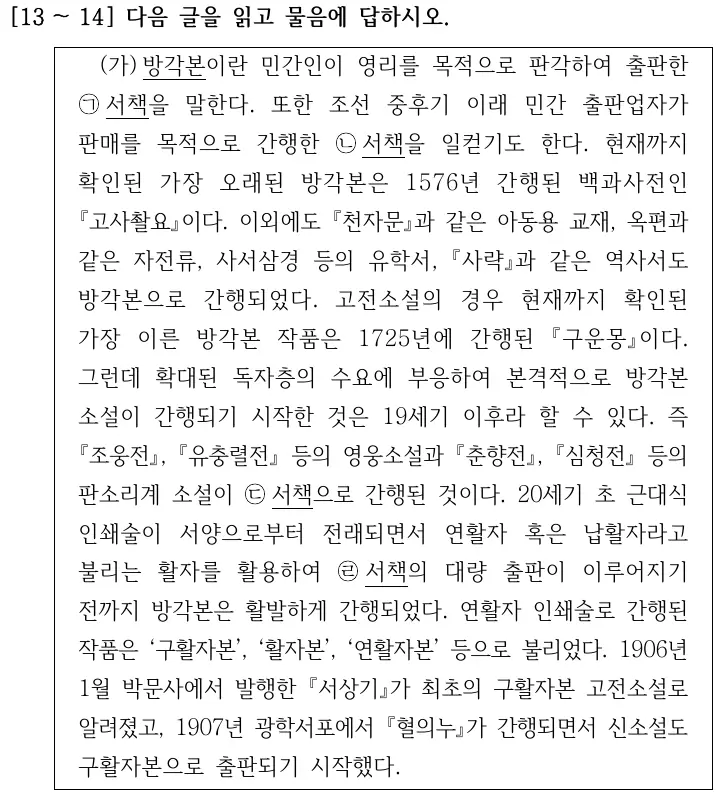 [13 ~ 14] 다음 글을 읽고 물음에 답하시오.
(가) 방각본이란 민간인이 영리를 목적으로 판각하여 출판한
㉠ 서책을 말한다. 또한 조선 중후기 이래 민간 출판업자가
판매를 목적으로 간행한 ㉡ 서책을 일컫기도 한다. 현재까지
확인된 가장 오래된 방각본은 1576년 간행된 백과사전인
『고사촬요』이다. 이외에도 『천자문』과 같은 아동용 교재, 옥편과
같은 자전류, 사서삼경 등의 유학서, 『사략』과 같은 역사서도
방각본으로 간행되었다. 고전소설의 경우 현재까지 확인된
가장 이른 방각본 작품은 1725년에 간행된 『구운몽』이다.
그런데 확대된 독자층의 수요에 부응하여 본격적으로 방각본
소설이 간행되기 시작한 것은 19세기 이후라 할 수 있다. 즉
『조웅전』, 『유충렬전』 등의 영웅소설과 『춘향전』, 『심청전』 등의
판소리계 소설이 ㉢ 서책으로 간행된 것이다. 20세기 초 근대식
인쇄술이 서양으로부터 전래되면서 연활자 혹은 납활자라고
불리는 활자를 활용하여 ㉣ 서책의 대량 출판이 이루어지기
전까지 방각본은 활발하게 간행되었다. 연활자 인쇄술로 간행된
작품은 ‘구활자본’, ‘활자본’, ‘연활자본’ 등으로 불리었다. 1906년
1월 박문사에서 발행한 『서상기』가 최초의 구활자본 고전소설로
알려졌고, 1907년 광학서포에서 『혈의누』가 간행되면서 신소설도
구활자본으로 출판되기 시작했다.